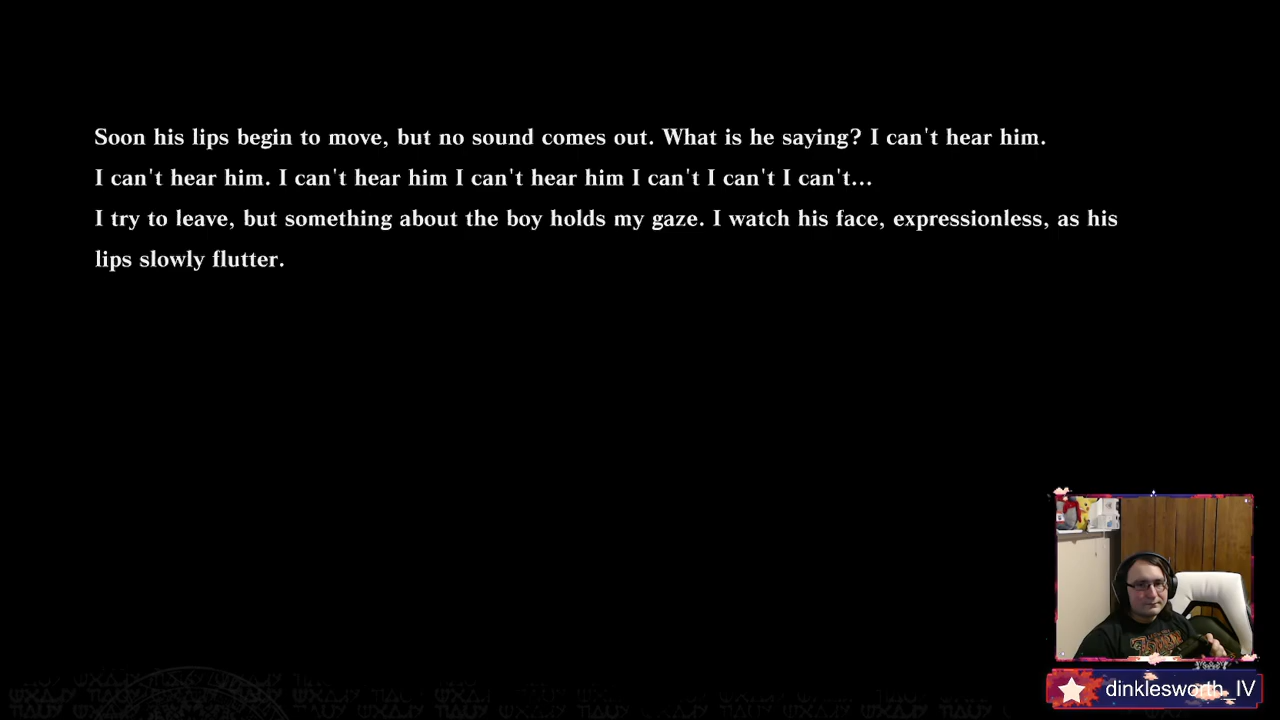 Soon his lips begin to move, but no sound comes out. What is he saying? I can't hear him.
I can't hear him. I can't hear him I can't hear him I can't I can't I can't...
I try to leave, but something about the boy holds my gaze. I watch his face, expressionless, as his
lips slowly flutter.
dinklesworth_IV